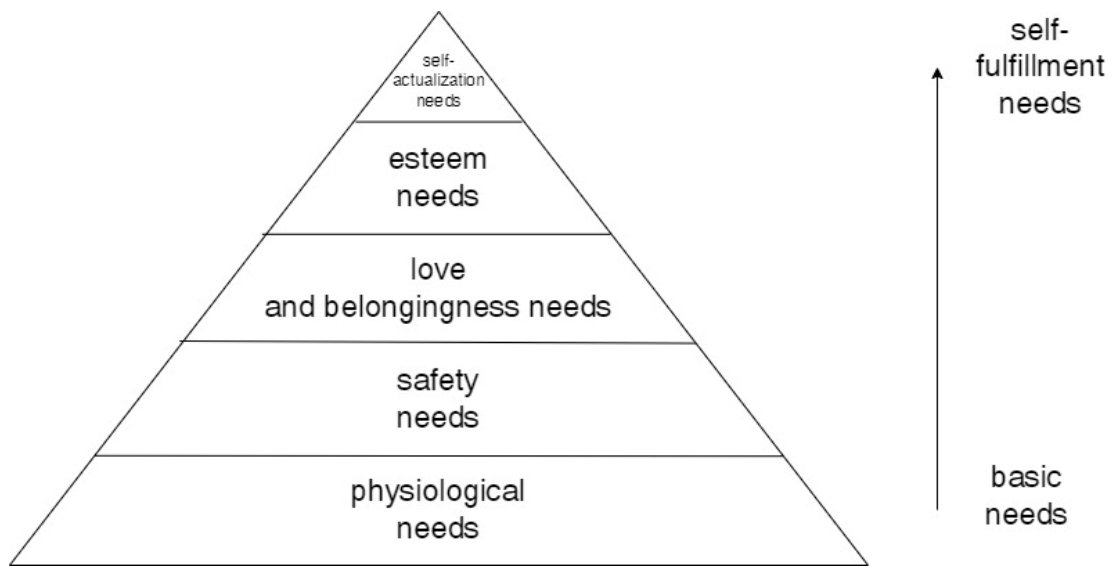 self-
actualization
needs
esteem
needs
love
and belongingness needs
safety
needs
physiological
needs
self-
fulfillment
needs
basic
needs